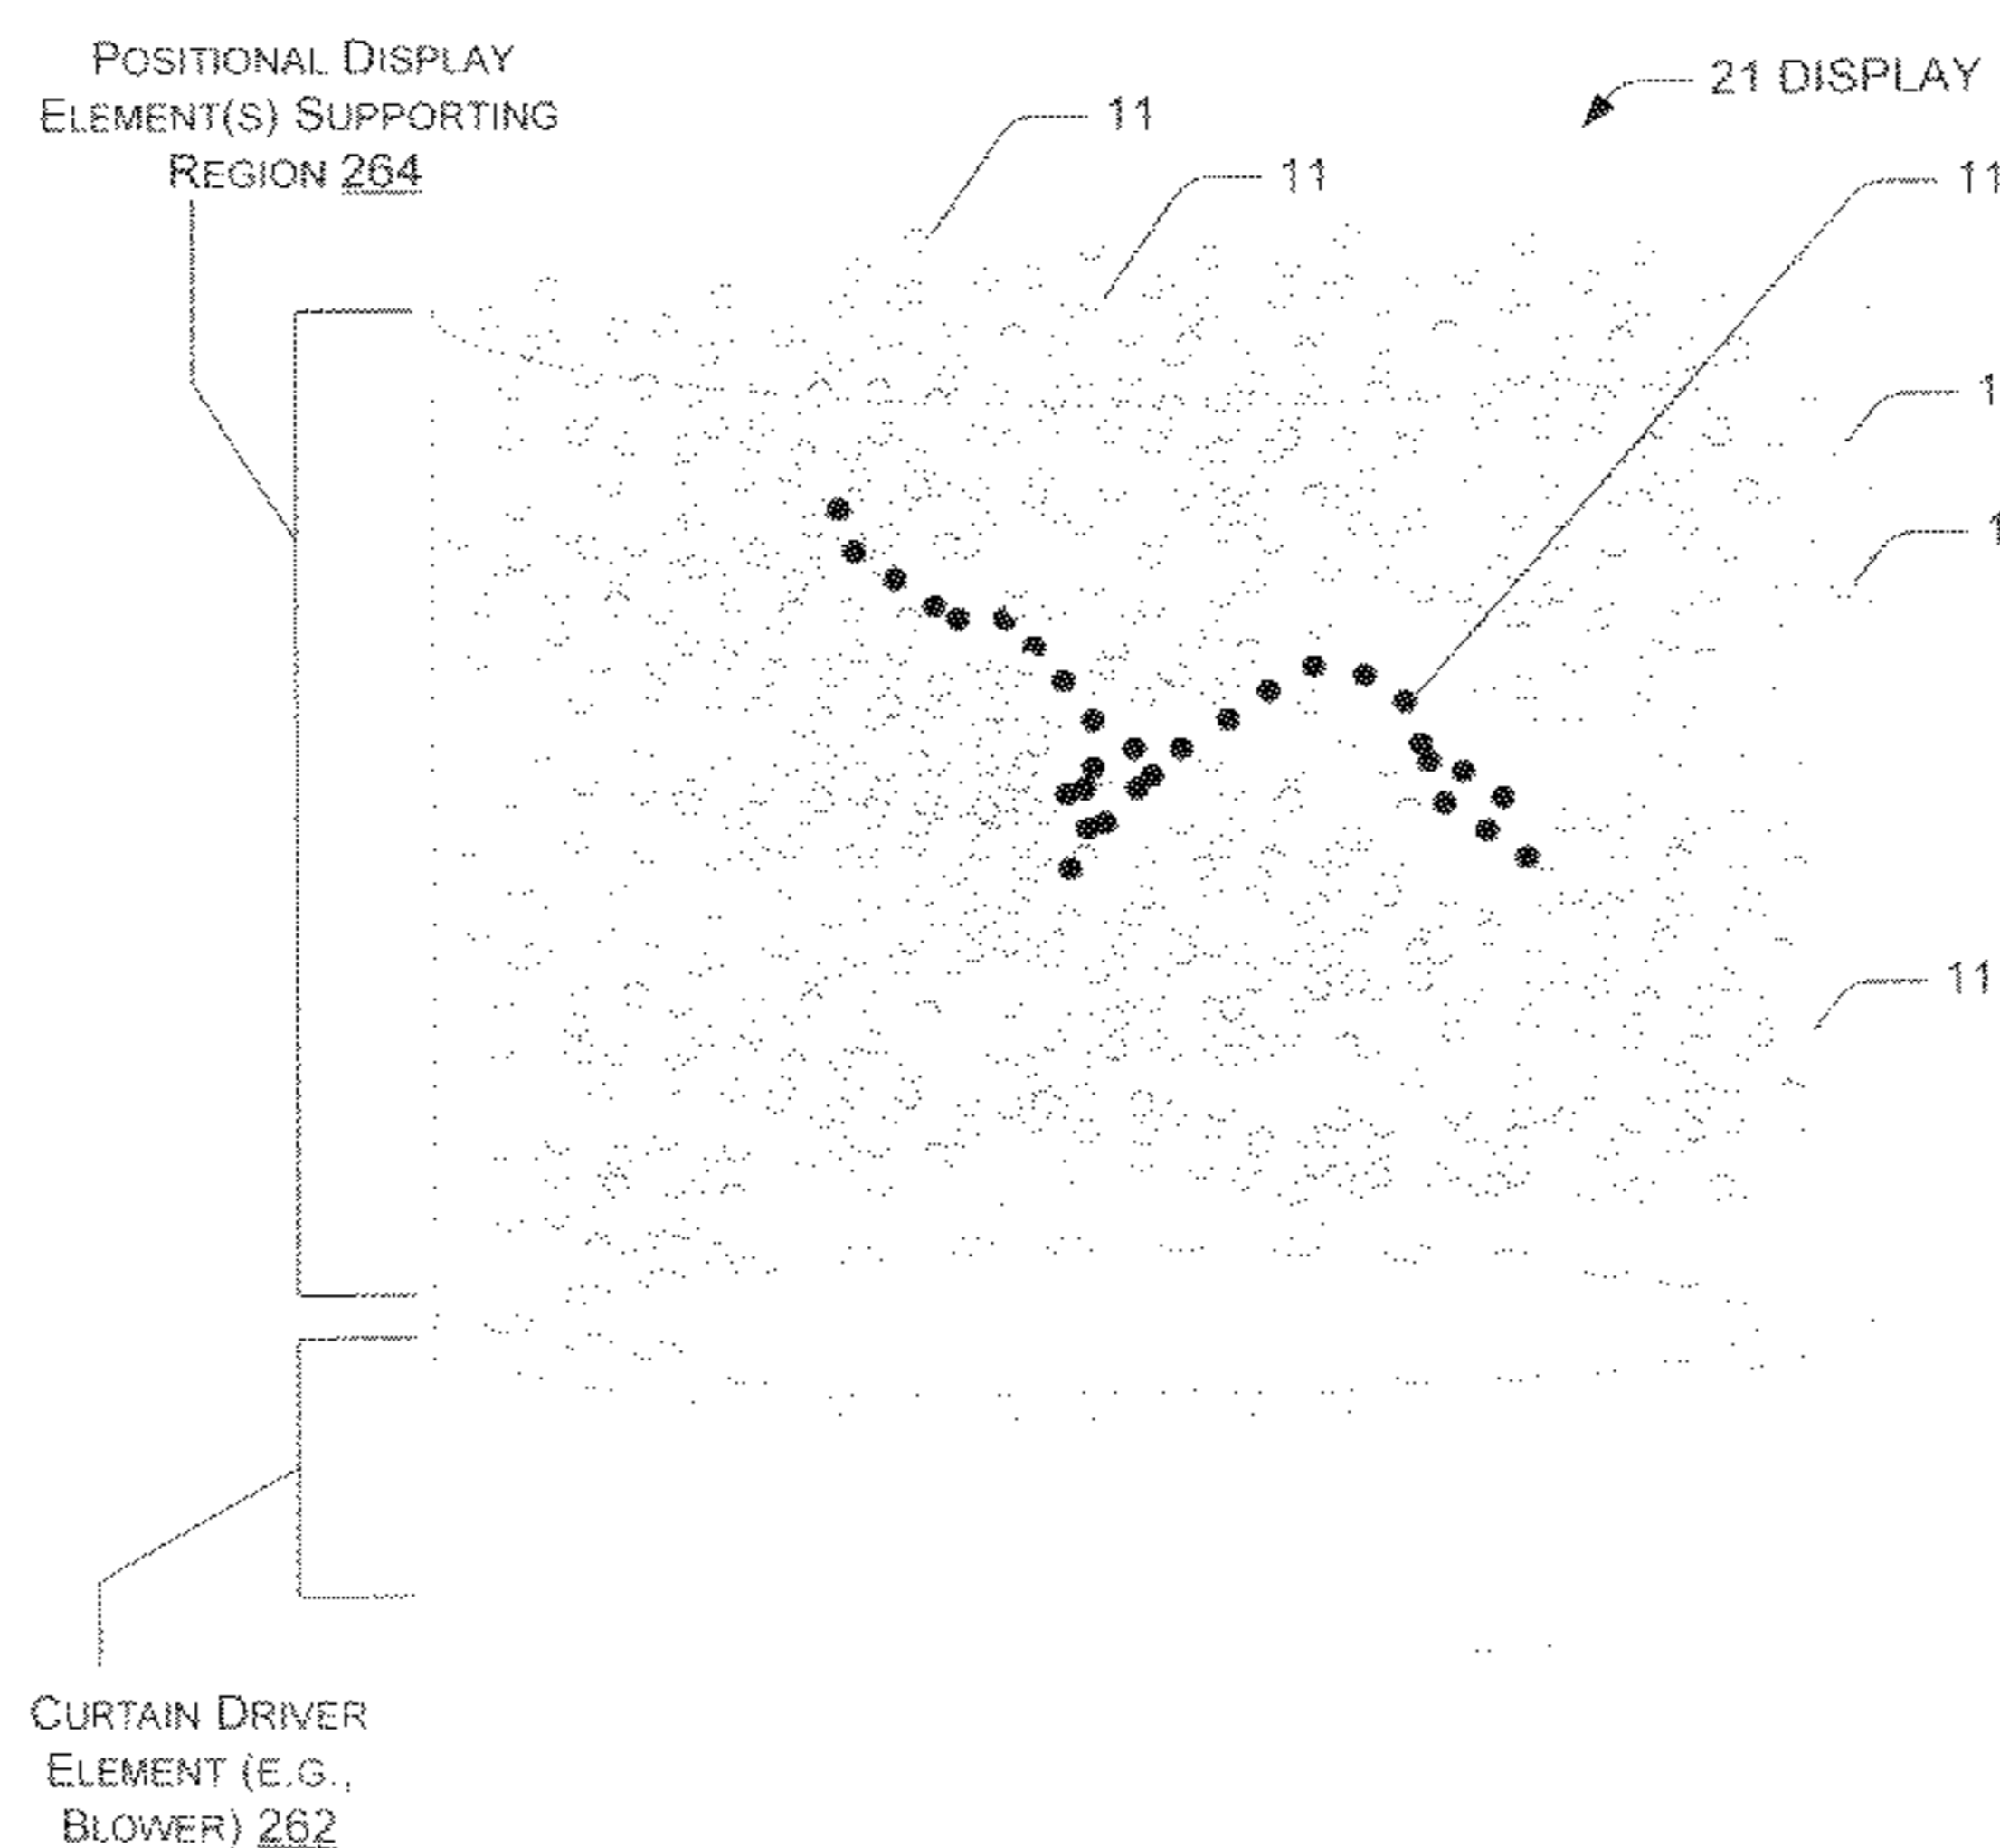 POSITIONAL DISPLAY
ELEMENT(S) SUPPORTING
REGION 264
21 DISPLAY
11
11
11
11
CURTAIN DRIVER
ELEMENT (E.G.,
BLOWER) 262